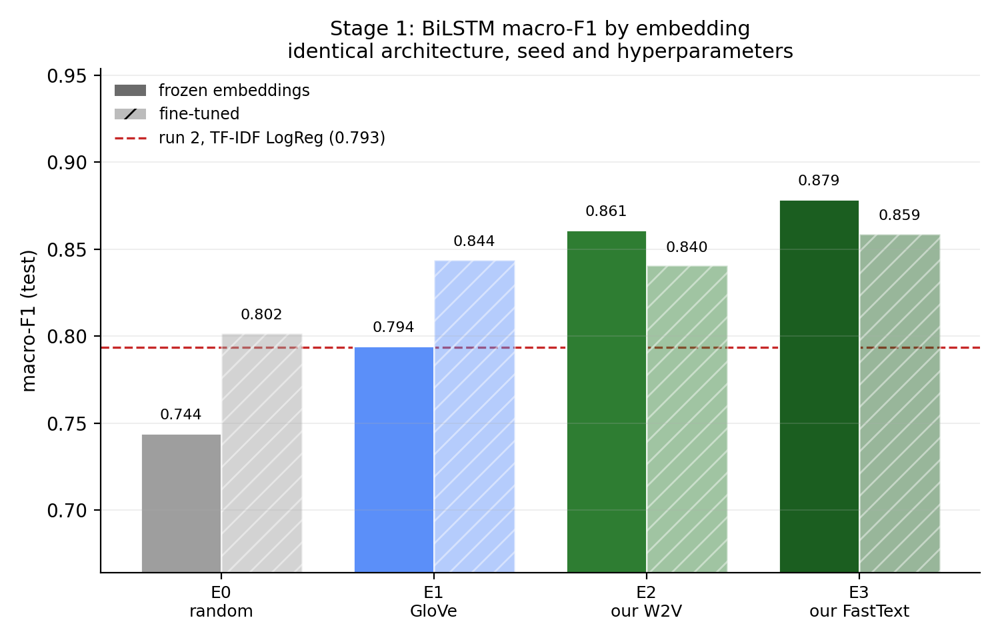 Stage 1: BiLSTM macro-F1 by embedding
identical architecture, seed and hyperparameters
frozen embeddings
fine-tuned
run 2, TF-IDF LogReg (0.793)
macro-F1 (test)
0.95
0.90
0.85
0.80
0.75
0.70
0.744
0.802
0.794
0.844
0.861
0.840
0.879
0.859
E0
random
E1
GloVe
E2
our W2V
E3
our FastText